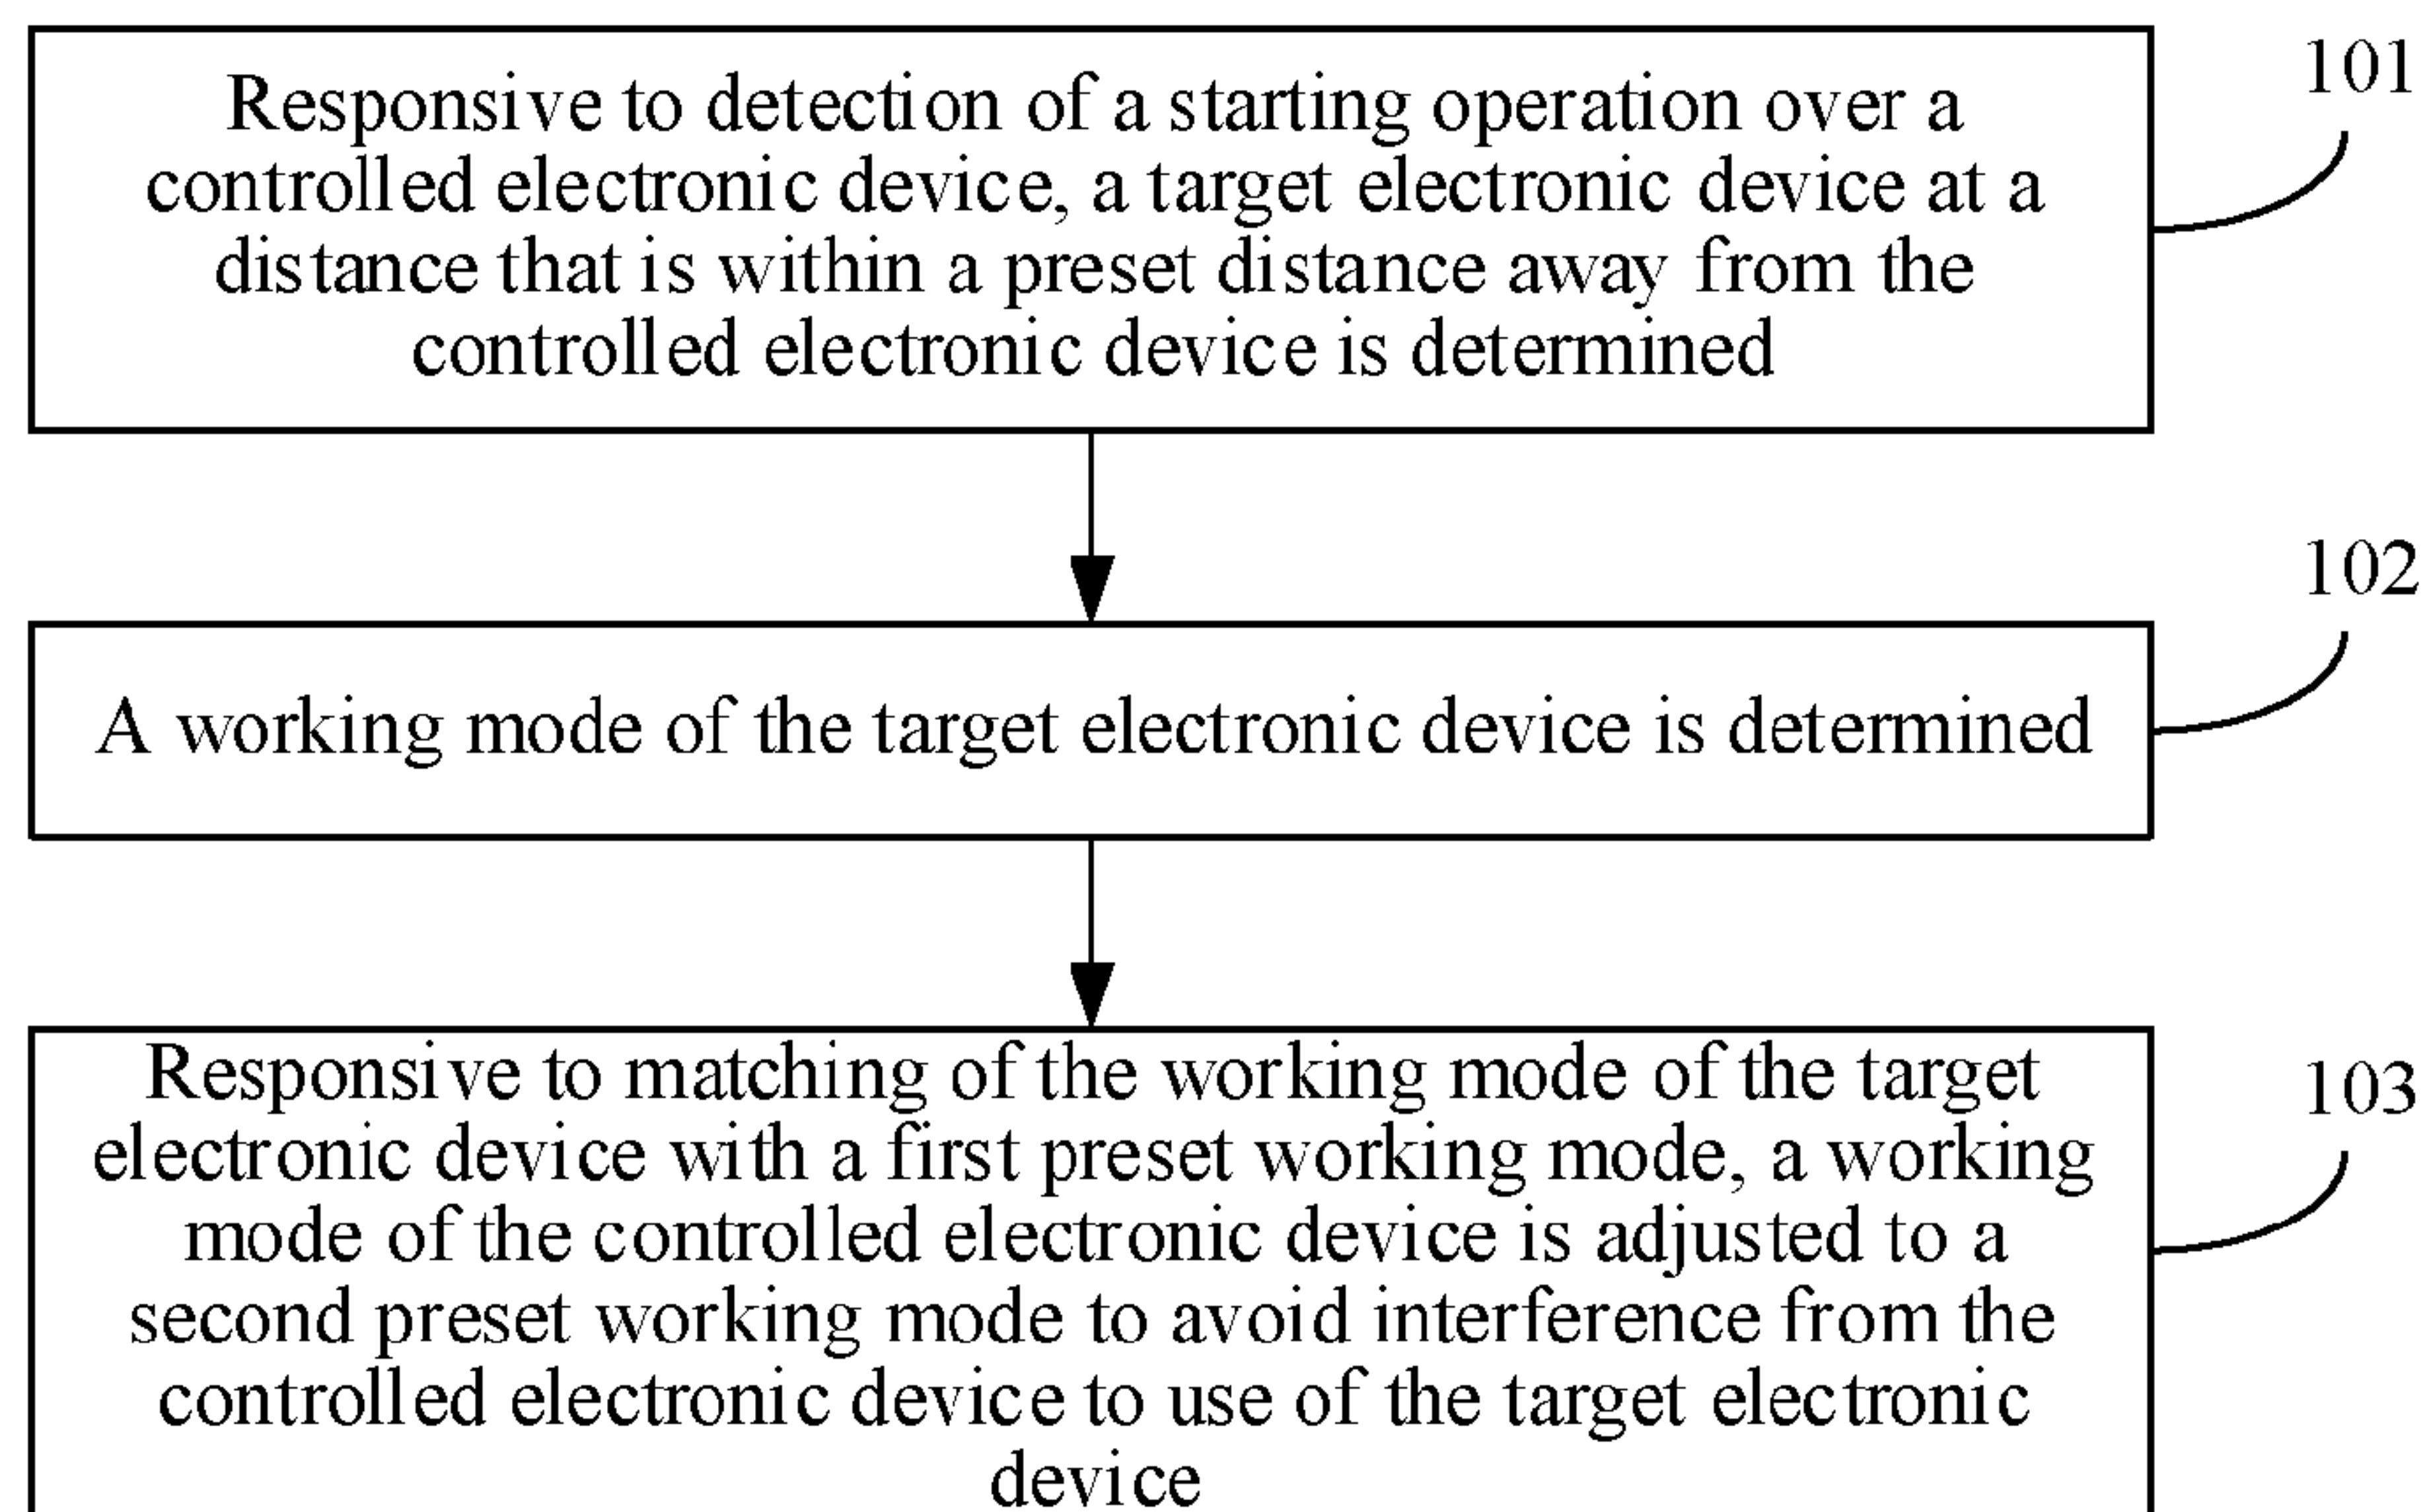 Responsive to detection of a starting operation over a
controlled electronic device, a target electronic device at a
distance that is within a preset distance away from the
controlled electronic device is determined
101
A working mode of the target electronic device is determined
102
Responsive to matching of the working mode of the target
electronic device with a first preset working mode, a working
mode of the controlled electronic device is adjusted to a
second preset working mode to avoid interference from the
controlled electronic device to use of the target electronic
device
103